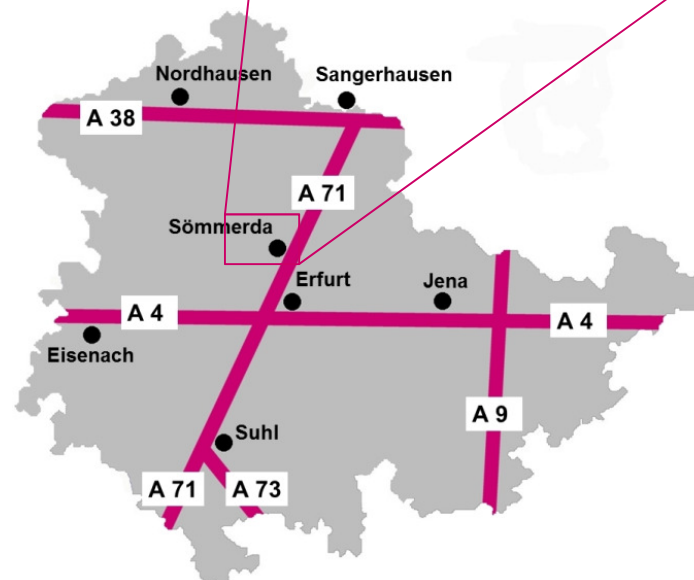 Nordhausen
Sangerhausen
A 38
A 71
Sömmerda
Erfurt
Jena
A 4
A 4
Eisenach
A 9
Suhl
A 71
A 73